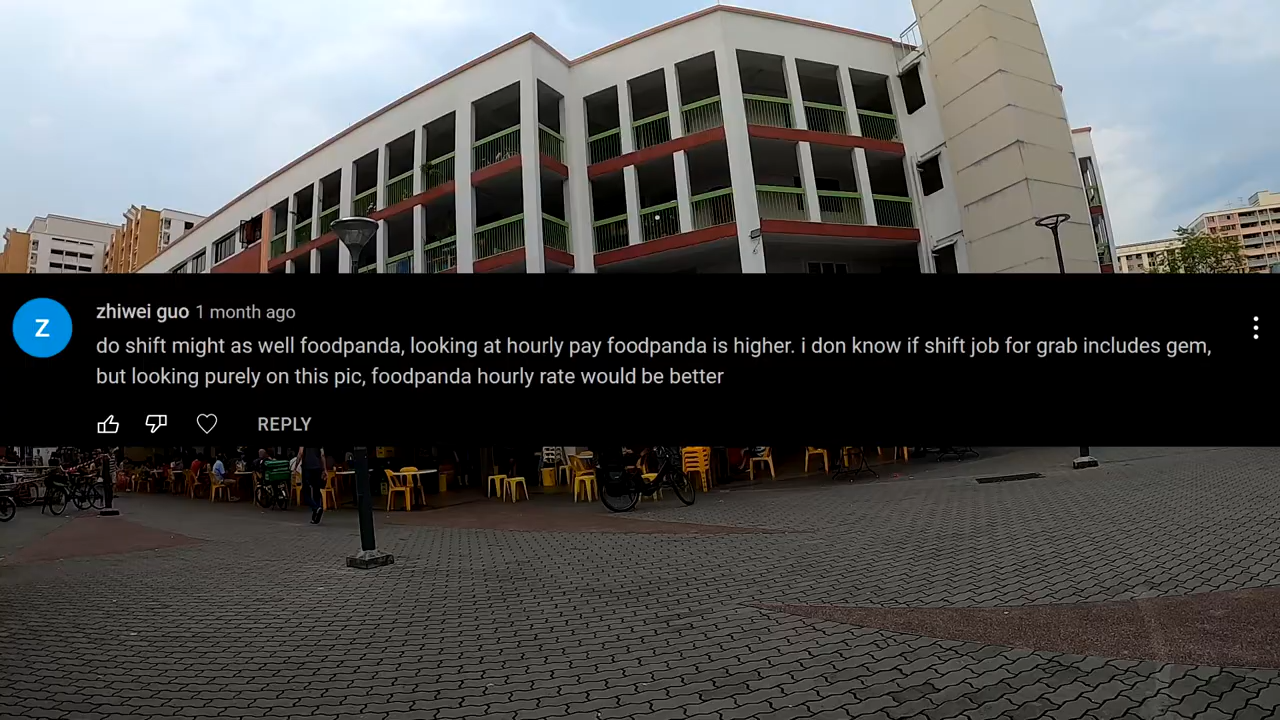 Z
zhiwei guo 1 month ago
do shift might as well foodpanda, looking at hourly pay foodpanda is higher. i don know if shift job for grab includes gem,
but looking purely on this pic, foodpanda hourly rate would be better
REPLY